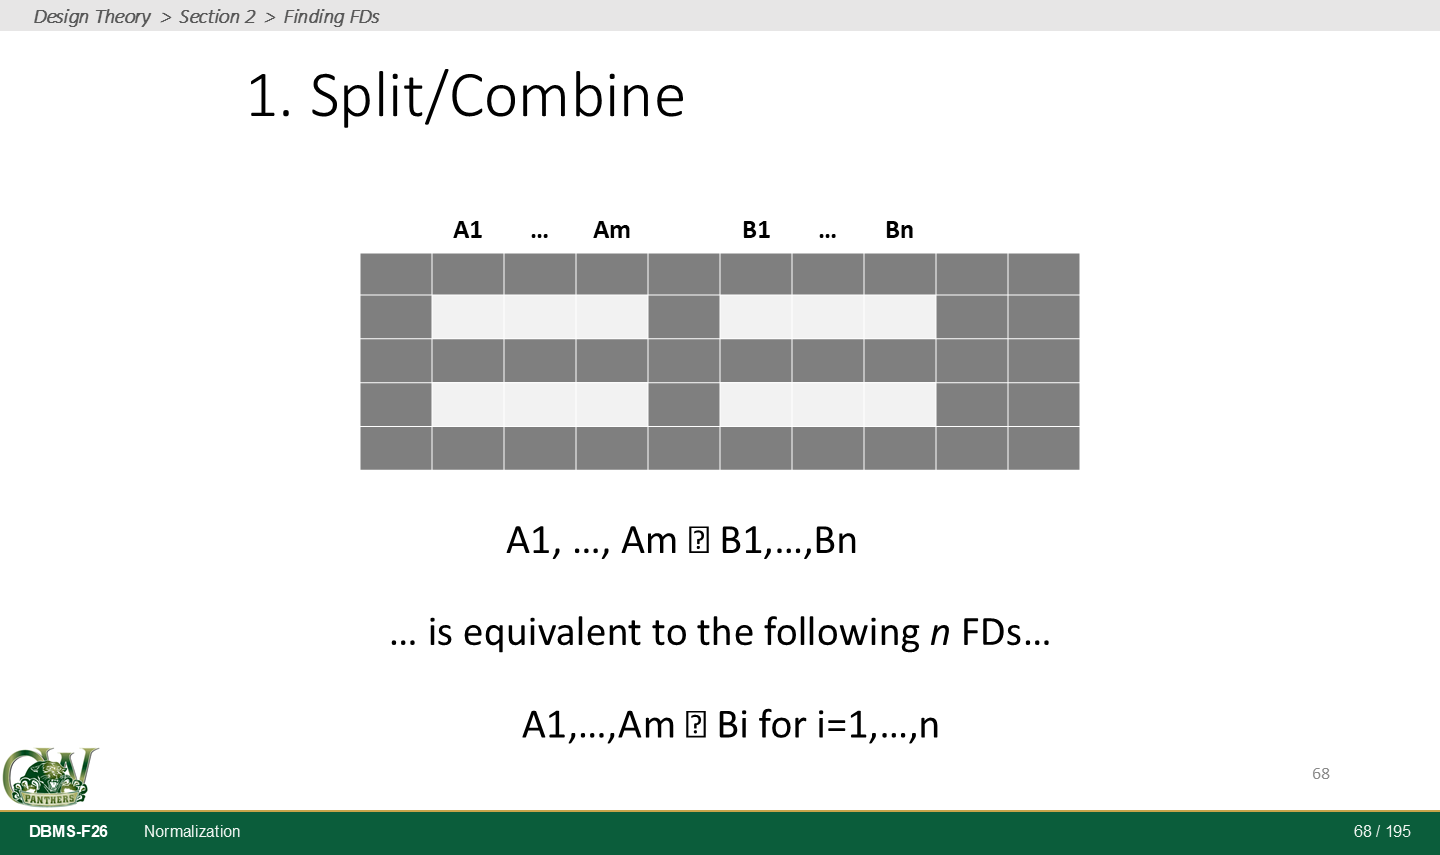 Design Theory > Section 2 > Finding FDs
1. Split/Combine
A1 ... Am B1 ... Bn
A1, ..., Am ⍰ B1,...,Bn
... is equivalent to the following n FDs...
A1,...,Am ⍰ Bi for i=1,...,n
68
OW
PANTHERS
DBMS-F26 Normalization 68 / 195